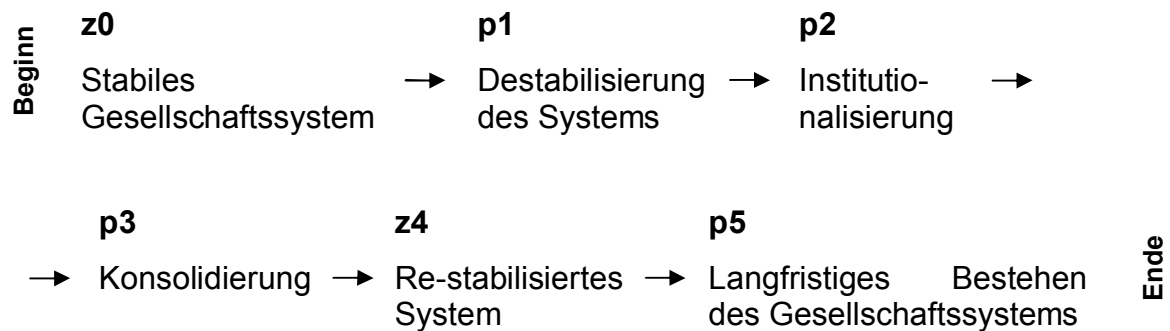 Beginn
z0 p1 p2
Stabiles → Destabilisierung → Institutio- →
Gesellschaftssystem des Systems nalisierung
p3 z4 p5
→ Konsolidierung → Re-stabilisiertes → Langfristiges Bestehen
System des Gesellschaftssystems
Ende